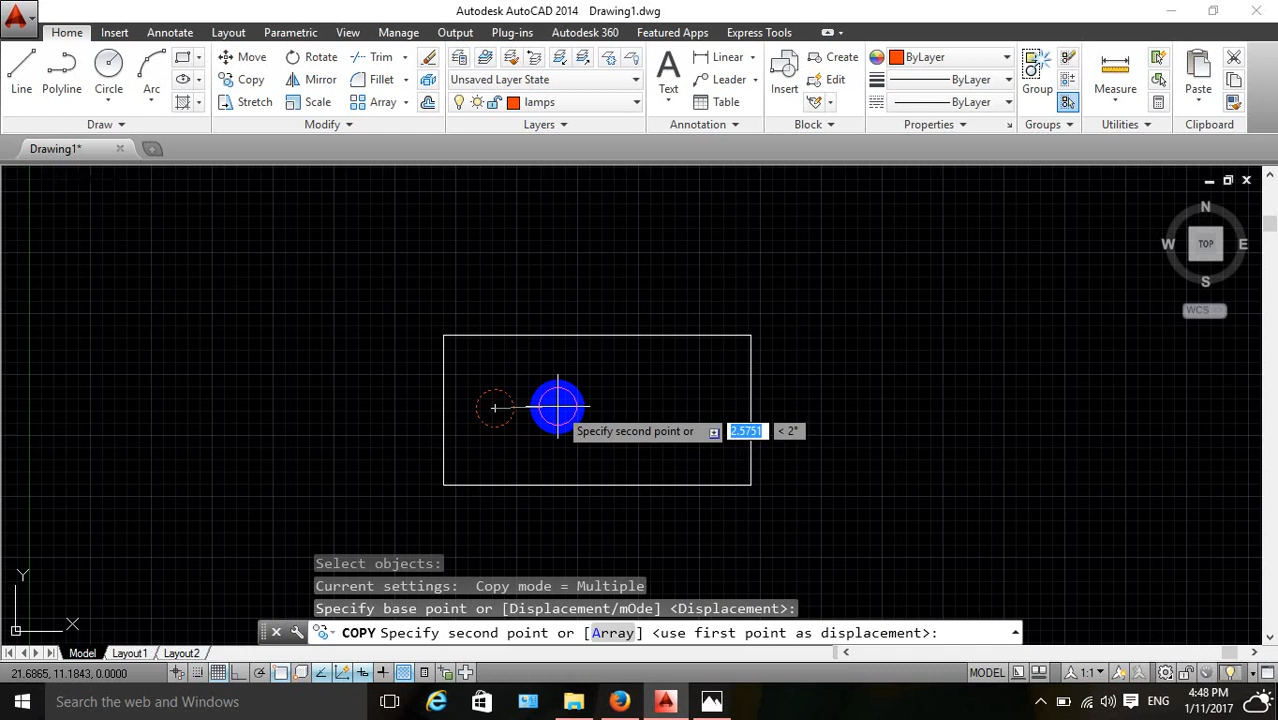 Autodesk AutoCAD 2014 Drawing1.dwg
Home Insert Annotate Layout Parametric View Manage Output Plug-ins Autodesk 360 Featured Apps Express Tools
Move Rotate Trim Linear Create ByLayer
Copy Mirror Fillet Unsaved Layer State Leader Edit ByLayer
Line Polyline Circle Arc Text Insert Group Measure Paste
Stretch Scale Array lamps Table ByLayer
Draw Modify Layers Annotation Block Properties Groups Utilities Clipboard
Drawing1*
N
W TOP E
S
WCS
Specify second point or 2.5751 < 2°
Select objects:
Current settings: Copy mode = Multiple
Specify base point or [Displacement/mOde] <Displacement>:
COPY Specify second point or [Array] <use first point as displacement>:
Y
X
Model Layout1 Layout2
21.6865, 11.1843, 0.0000 MODEL 1:1
Search the web and Windows ENG 4:48 PM
1/11/2017